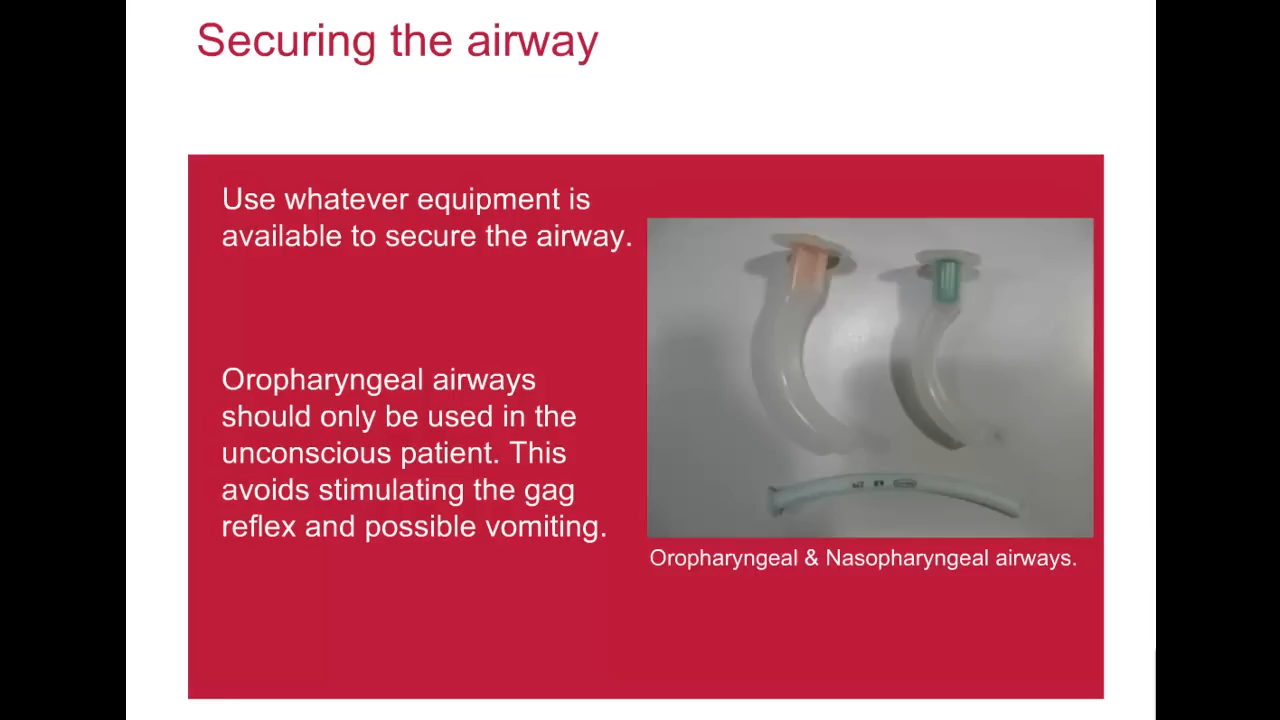 Securing the airway
Use whatever equipment is
available to secure the airway.
Oropharyngeal airways
should only be used in the
unconscious patient. This
avoids stimulating the gag
reflex and possible vomiting.
Oropharyngeal & Nasopharyngeal airways.